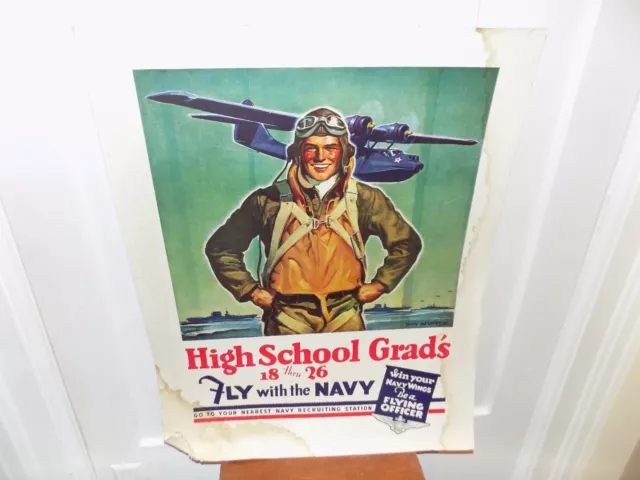 High School Grad's
18 thru 26
FLY with the NAVY
GO TO YOUR NEAREST NAVY RECRUITING STATION
Win your
NAVY WINGS
Be a
FLYING
OFFICER